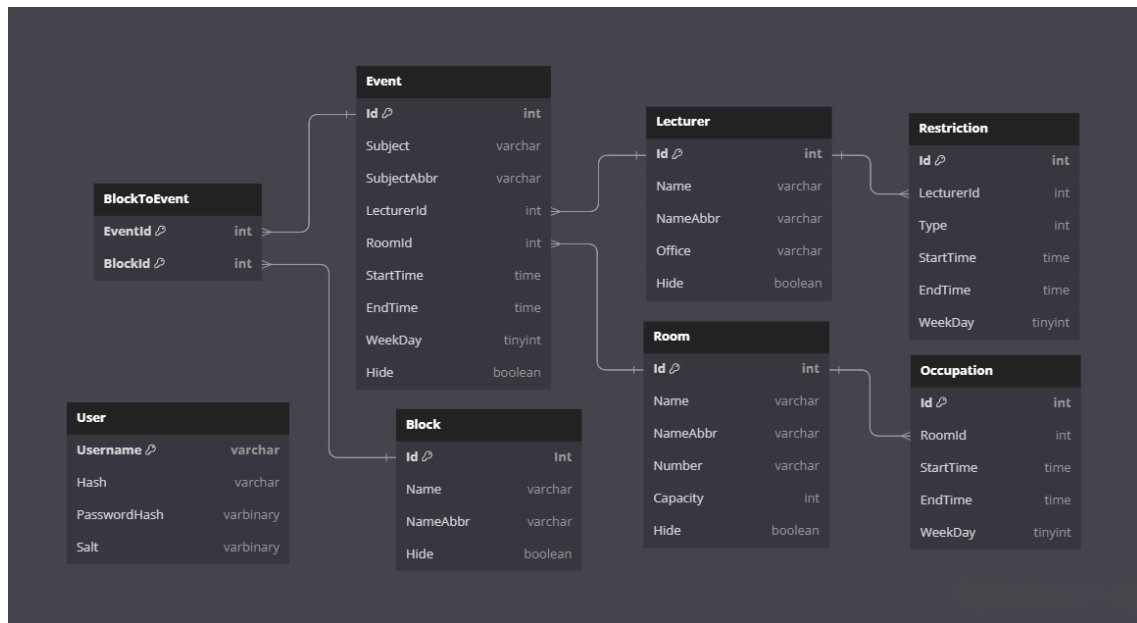 Event
Id int
Subject varchar
SubjectAbbr varchar
LecturerId int
RoomId int
StartTime time
EndTime time
WeekDay tinyint
Hide boolean
Lecturer
Id int
Name varchar
NameAbbr varchar
Office varchar
Hide boolean
Restriction
Id int
LecturerId int
Type int
StartTime time
EndTime time
WeekDay tinyint
BlockToEvent
EventId int
BlockId int
Room
Id int
Name varchar
NameAbbr varchar
Number varchar
Capacity int
Hide boolean
Occupation
Id int
RoomId int
StartTime time
EndTime time
WeekDay tinyint
User
Username varchar
Hash varchar
PasswordHash varbinary
Salt varbinary
Block
Id Int
Name varchar
NameAbbr varchar
Hide boolean